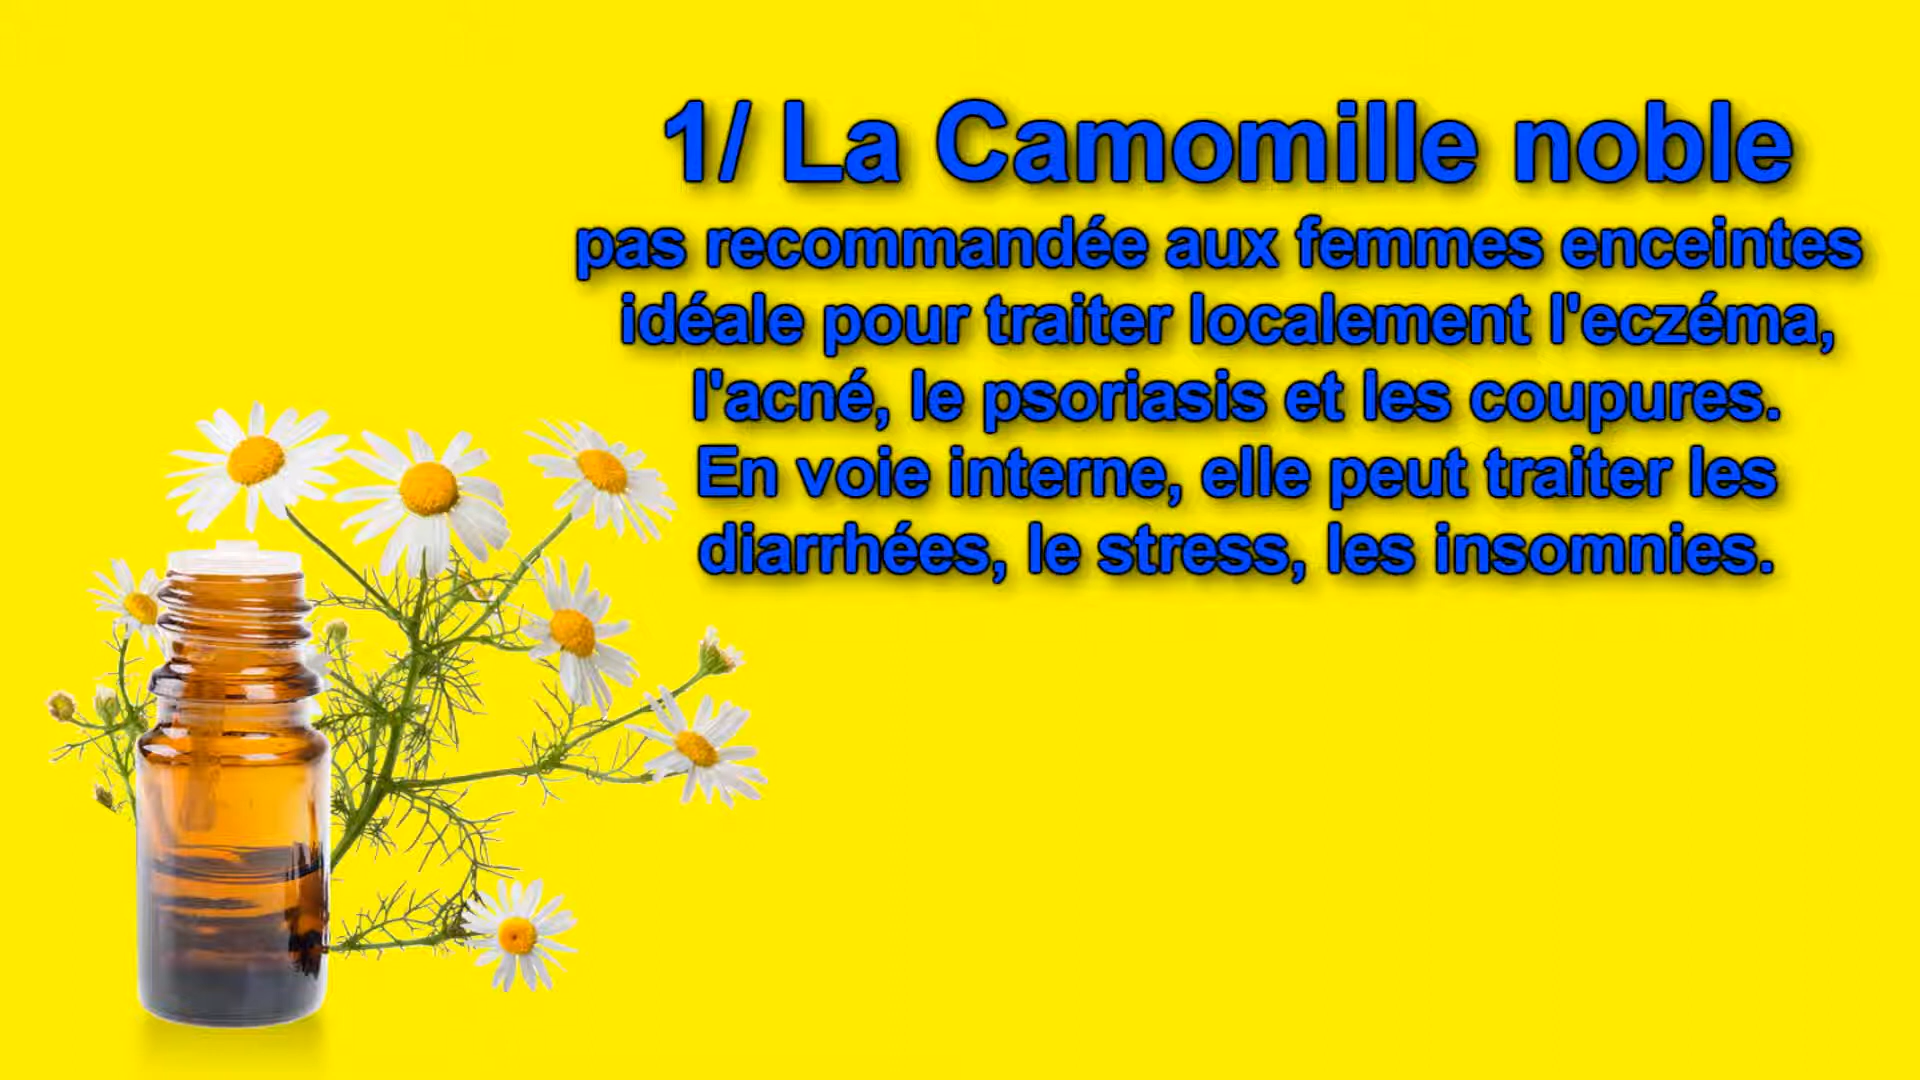 1/ La Camomille noble
pas recommandée aux femmes enceintes
idéale pour traiter localement l'eczéma,
l'acné, le psoriasis et les coupures.
En voie interne, elle peut traiter les
diarrhées, le stress, les insomnies.